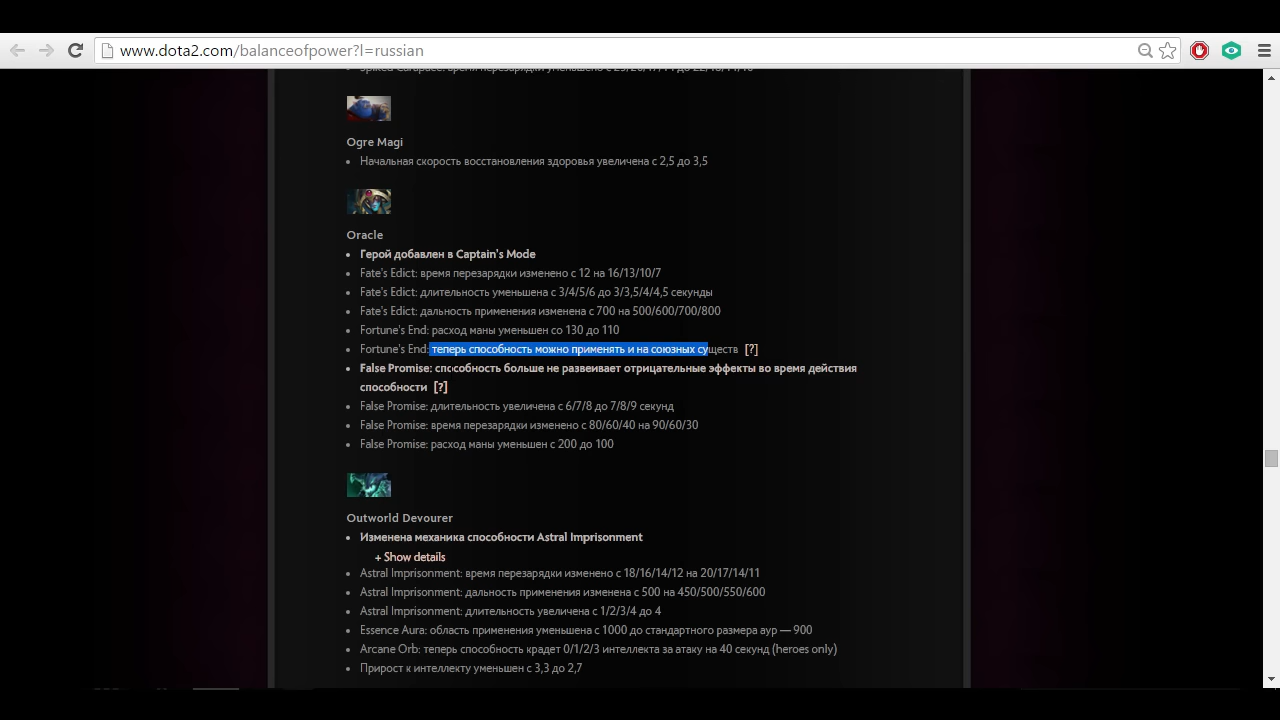 www.dota2.com/balanceofpower?l=russian
Ogre Magi
Начальная скорость восстановления здоровья увеличена с 2,5 до 3,5
Oracle
Герой добавлен в Captain's Mode
Fate's Edict: время перезарядки изменено с 12 на 16/13/10/7
Fate's Edict: длительность уменьшена с 3/4/5/6 до 3/3,5/4/4,5 секунды
Fate's Edict: дальность применения изменена с 700 на 500/600/700/800
Fortune's End: расход маны уменьшен со 130 до 110
Fortune's End: теперь способность можно применять и на союзных существ [?]
False Promise: способность больше не развеивает отрицательные эффекты во время действия
способности [?]
False Promise: длительность увеличена с 6/7/8 до 7/8/9 секунд
False Promise: время перезарядки изменено с 80/60/40 на 90/60/30
False Promise: расход маны уменьшен с 200 до 100
Outworld Devourer
Изменена механика способности Astral Imprisonment
+ Show details
Astral Imprisonment: время перезарядки изменено с 18/16/14/12 на 20/17/14/11
Astral Imprisonment: дальность применения изменена с 500 на 450/500/550/600
Astral Imprisonment: длительность увеличена с 1/2/3/4 до 4
Essence Aura: область применения уменьшена с 1000 до стандартного размера аур — 900
Arcane Orb: теперь способность крадет 0/1/2/3 интеллекта за атаку на 40 секунд (heroes only)
Прирост к интеллекту уменьшен с 3,3 до 2,7